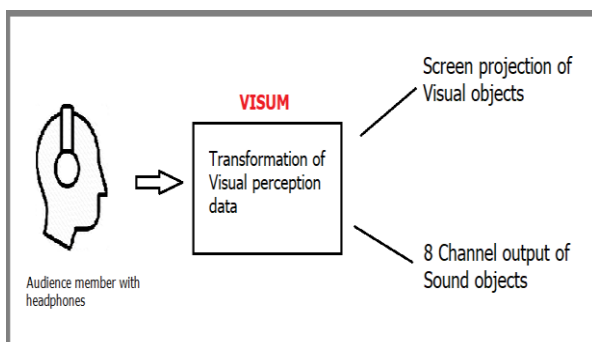 VISUM
Transformation of
Visual perception
data
Screen projection of
Visual objects
8 Channel output of
Sound objects
Audience member with
headphones